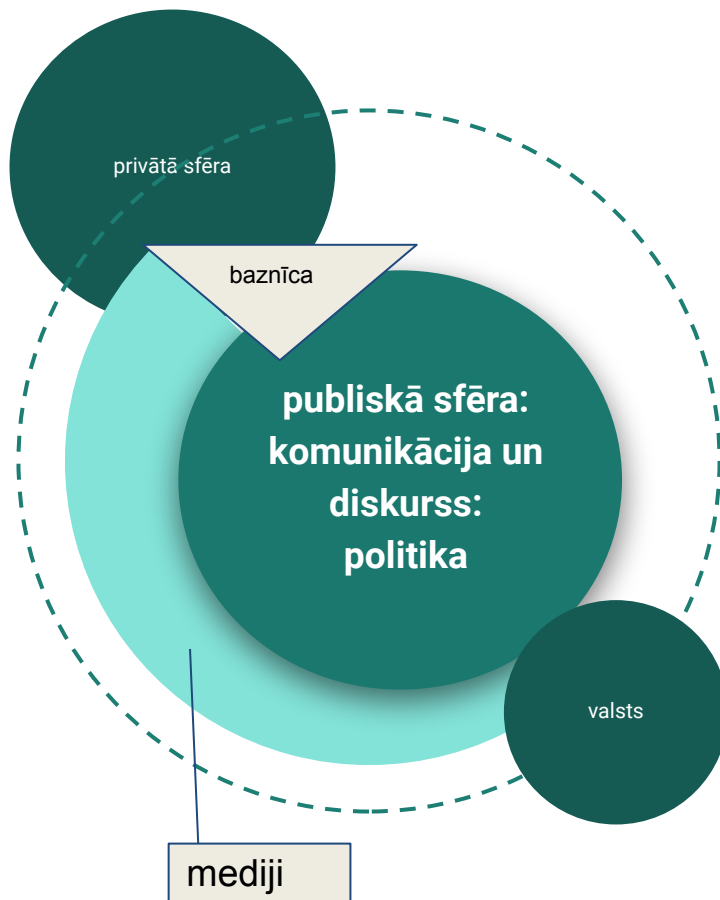 privātā sfēra
baznīca
publiskā sfēra:
komunikācija un
diskurss:
politika
valsts
mediji